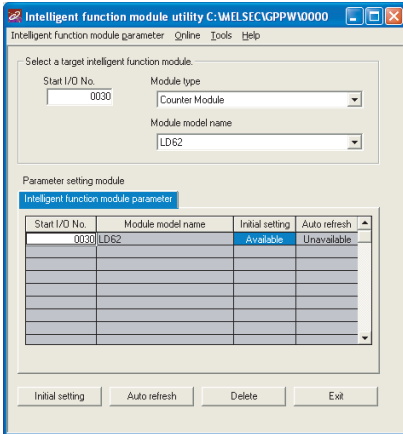 Intelligent function module utility C:\MELSEC\GPPW\0000
Intelligent function module parameter Online Tools Help
Select a target intelligent function module.
Start I/O No. Module type
0030 Counter Module
Module model name
LD62
Parameter setting module
Intelligent function module parameter
Start I/O No. Module model name Initial setting Auto refresh
0030 LD62 Available Unavailable
Initial setting Auto refresh Delete Exit